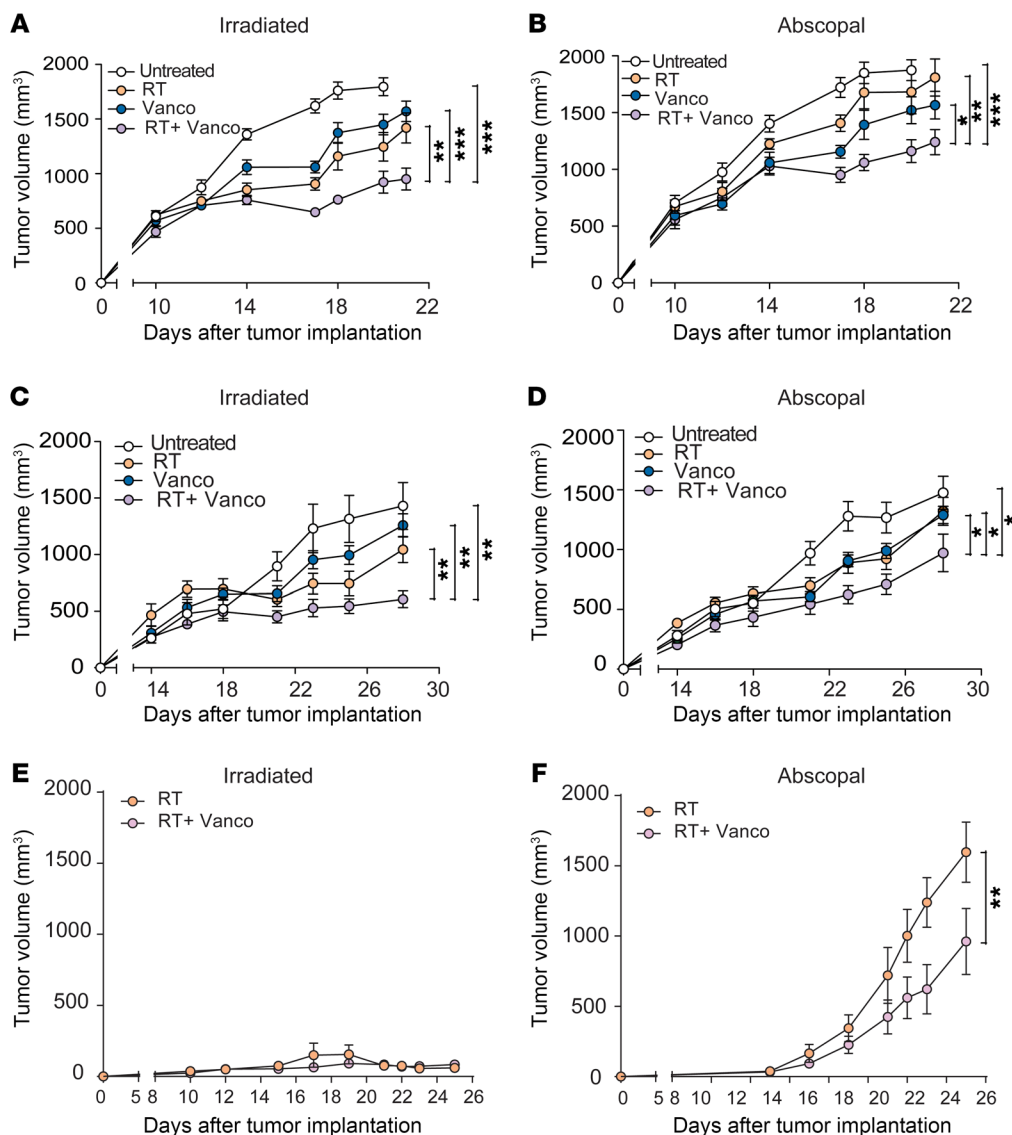 A
Irradiated
Tumor volume (mm³)
2000
1500
1000
500
0
Untreated
RT
Vanco
RT+ Vanco
**
***
***
0 10 14 18 22
Days after tumor implantation
B
Abscopal
Tumor volume (mm³)
2000
1500
1000
500
0
Untreated
RT
Vanco
RT+ Vanco
*
**
***
0 10 14 18 22
Days after tumor implantation
C
Irradiated
Tumor volume (mm³)
2000
1500
1000
500
0
Untreated
RT
Vanco
RT+ Vanco
**
**
**
0 14 18 22 26 30
Days after tumor implantation
D
Abscopal
Tumor volume (mm³)
2000
1500
1000
500
0
Untreated
RT
Vanco
RT+ Vanco
*
*
*
0 14 18 22 26 30
Days after tumor implantation
E
Irradiated
Tumor volume (mm³)
2000
1500
1000
500
0
RT
RT+ Vanco
0 5 8 10 12 14 16 18 20 22 24 26
Days after tumor implantation
F
Abscopal
Tumor volume (mm³)
2000
1500
1000
500
0
RT
RT+ Vanco
**
0 5 8 10 12 14 16 18 20 22 24 26
Days after tumor implantation